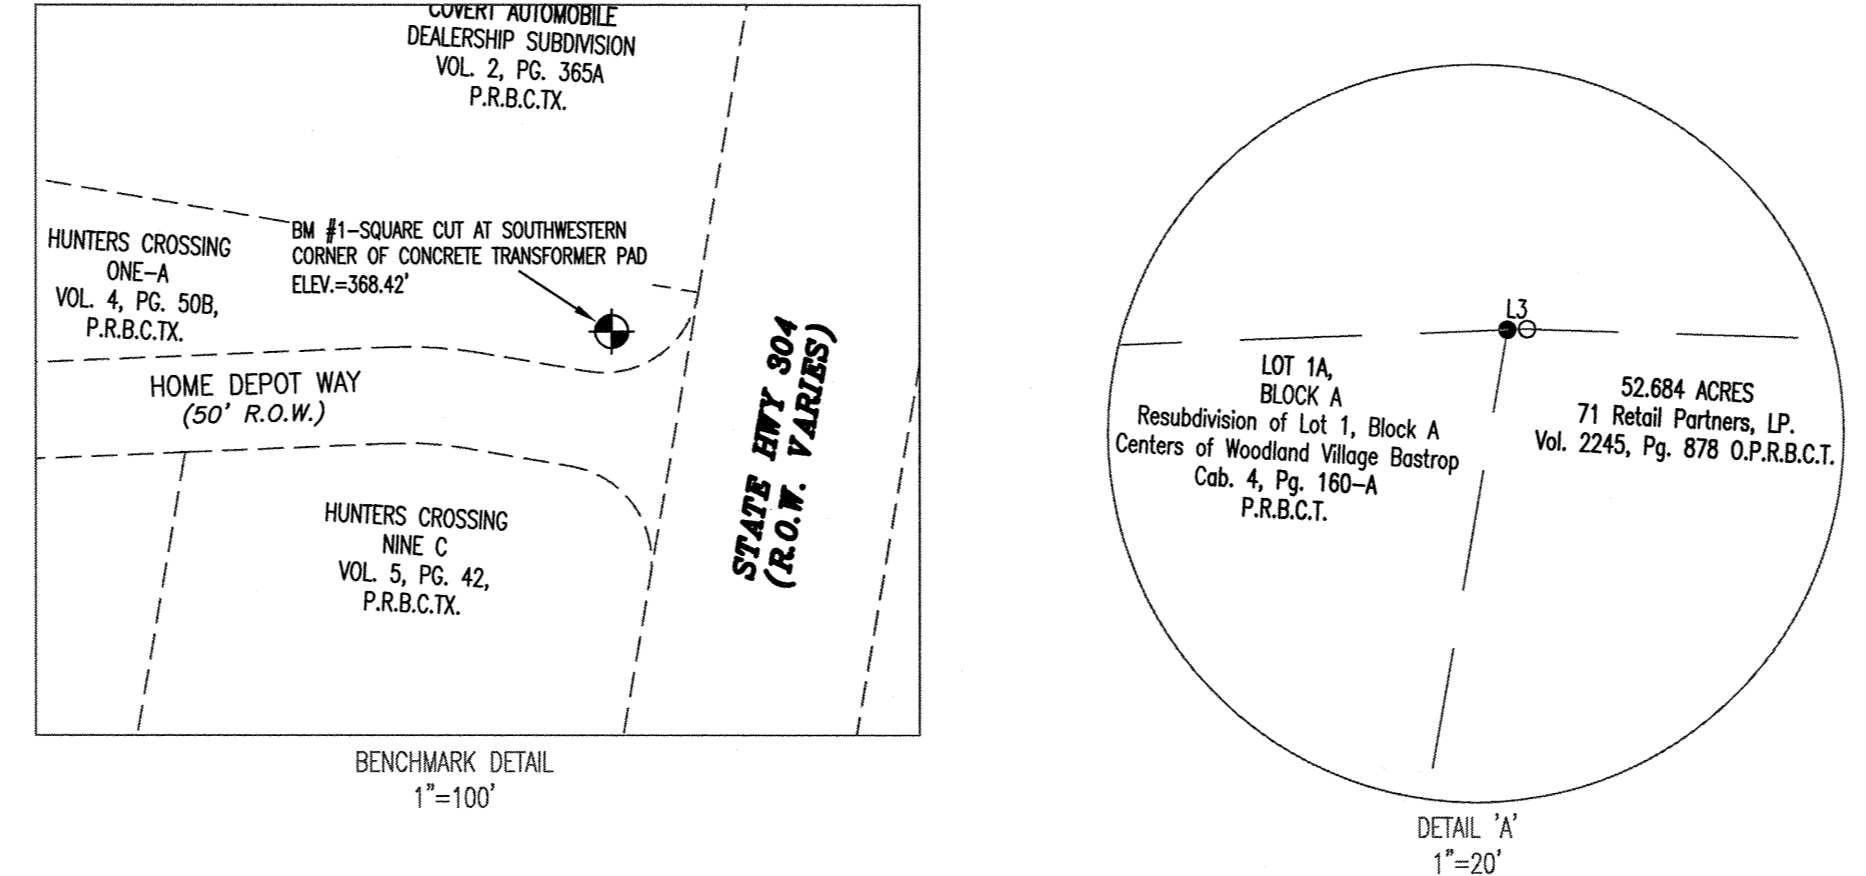 COVERT AUTOMOBILE
DEALERSHIP SUBDIVISION
VOL. 2, PG. 365A
P.R.B.C.TX.
HUNTERS CROSSING
ONE-A
VOL. 4, PG. 50B,
P.R.B.C.TX.
BM #1-SQUARE CUT AT SOUTHWESTERN
CORNER OF CONCRETE TRANSFORMER PAD
ELEV.=368.42'
HOME DEPOT WAY
(50' R.O.W.)
STATE HWY 304
(R.O.W. VARIES)
HUNTERS CROSSING
NINE C
VOL. 5, PG. 42,
P.R.B.C.TX.
BENCHMARK DETAIL
1"=100'
L3
LOT 1A,
BLOCK A
Resubdivision of Lot 1, Block A
Centers of Woodland Village Bastrop
Cab. 4, Pg. 160-A
P.R.B.C.T.
52.684 ACRES
71 Retail Partners, LP.
Vol. 2245, Pg. 878 O.P.R.B.C.T.
DETAIL 'A'
1"=20'